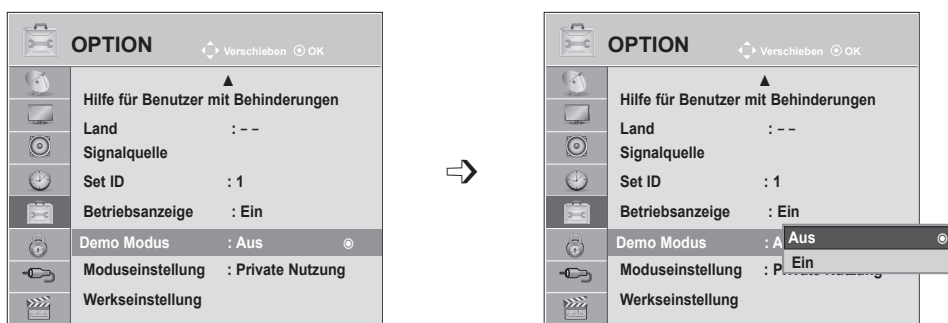 OPTION
Verschieben OK
Hilfe für Benutzer mit Behinderungen
Land : – –
Signalquelle
Set ID : 1
Betriebsanzeige : Ein
Demo Modus : Aus
Moduseinstellung : Private Nutzung
Werkseinstellung
OPTION
Verschieben OK
Hilfe für Benutzer mit Behinderungen
Land : – –
Signalquelle
Set ID : 1
Betriebsanzeige : Ein
Demo Modus : A
Aus
Ein
Moduseinstellung : Private Nutzung
Werkseinstellung